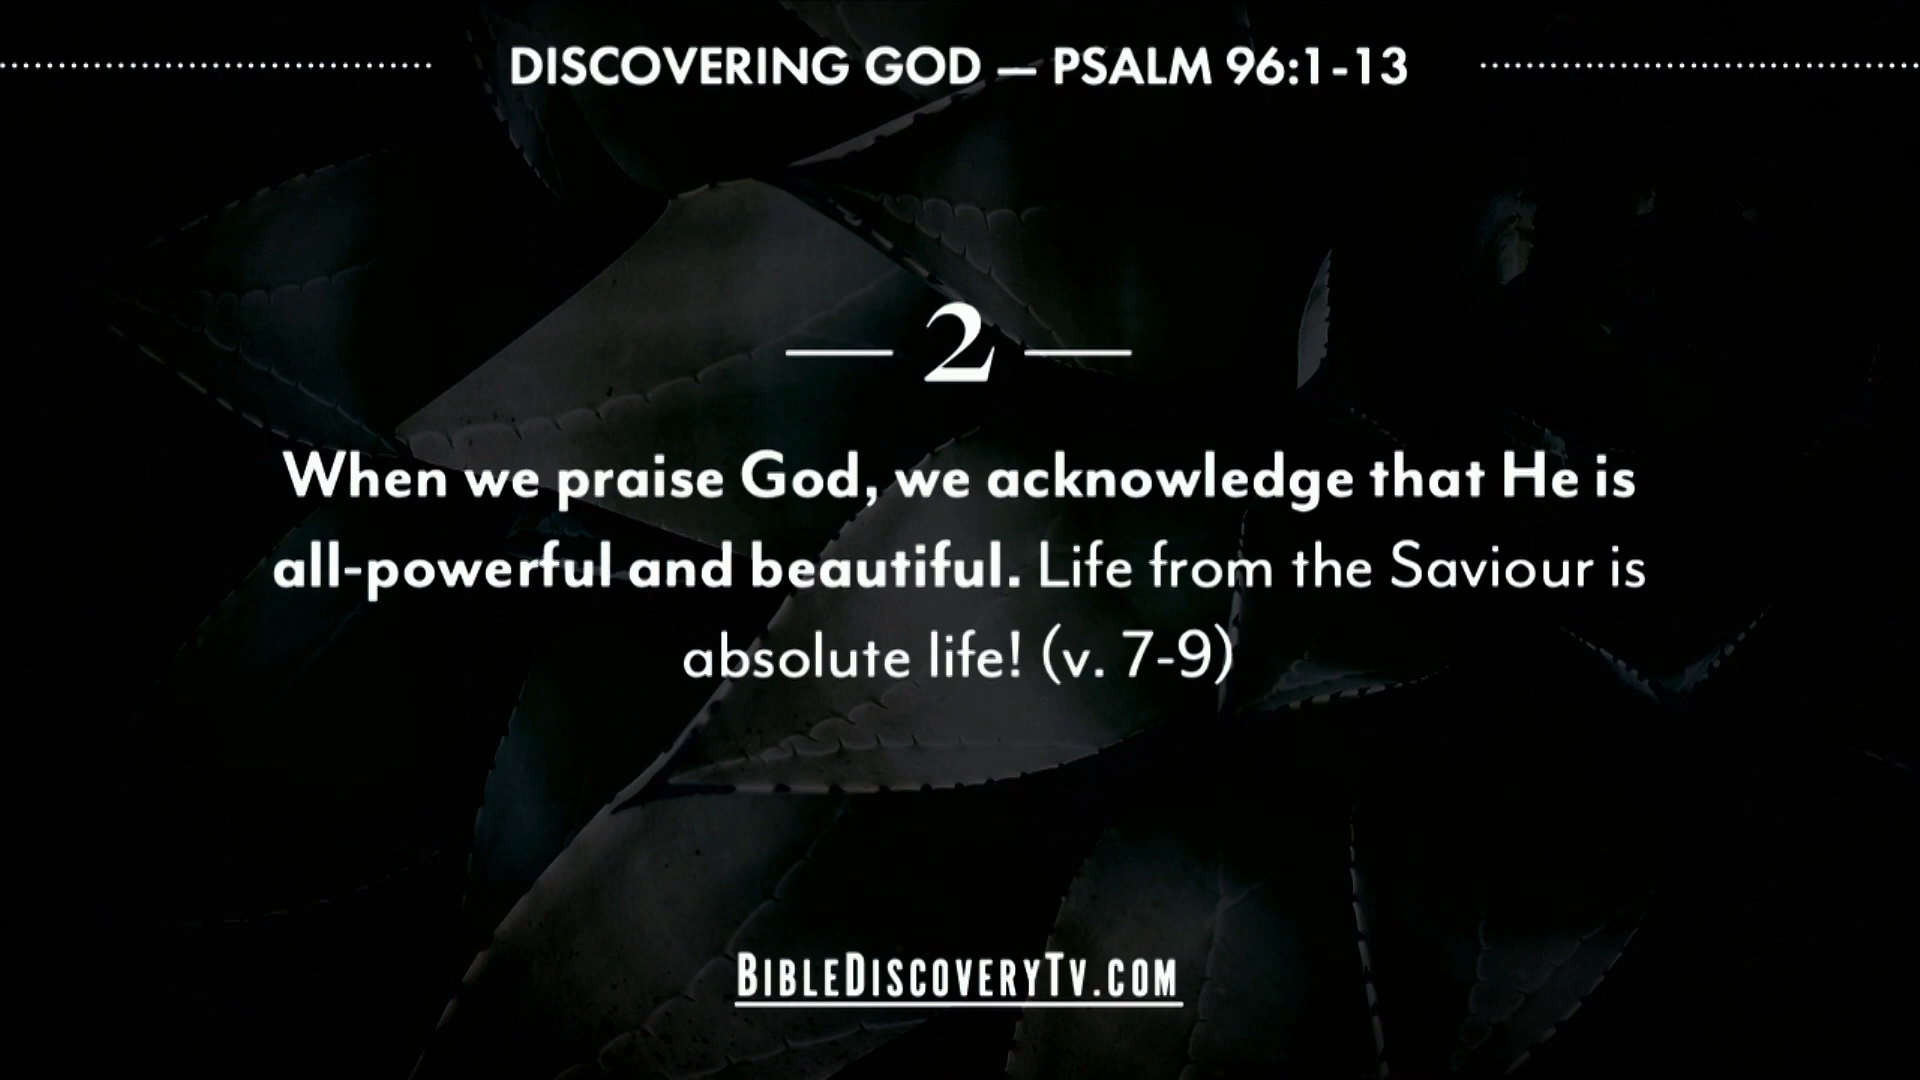 DISCOVERING GOD — PSALM 96:1-13
2
When we praise God, we acknowledge that He is
all-powerful and beautiful. Life from the Saviour is
absolute life! (v. 7-9)
BIBLEDISCOVERYTV.COM